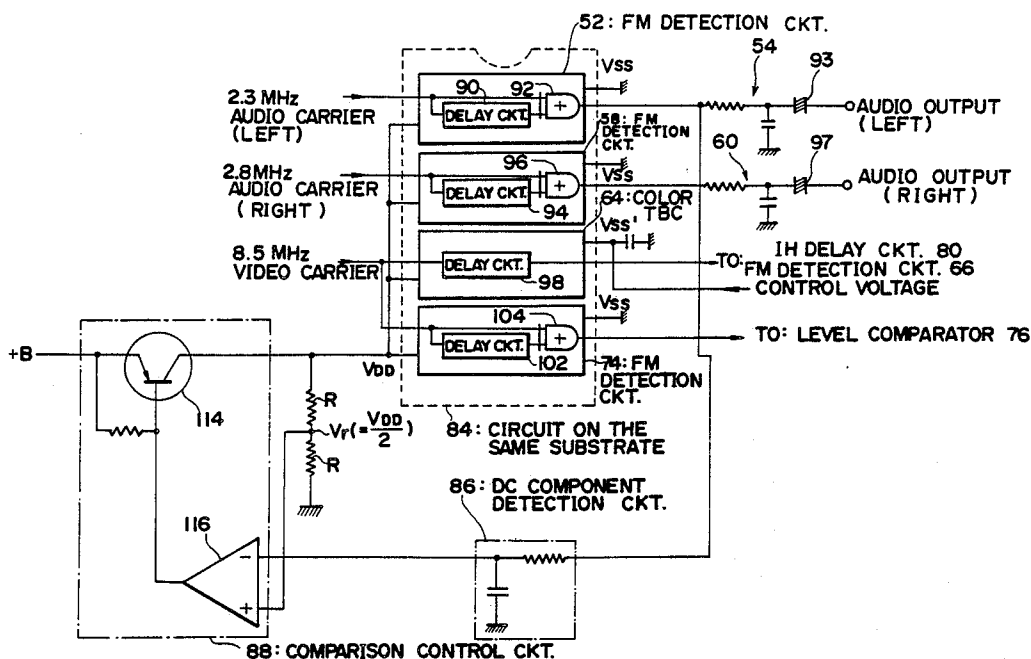 52: FM DETECTION CKT.
VSS
54
93
90
92
2.3 MHz
AUDIO CARRIER
(LEFT)
DELAY CKT.
+
AUDIO OUTPUT
(LEFT)
58: FM
DETECTION
CKT.
96
VSS
60
97
2.8MHz
AUDIO CARRIER
(RIGHT)
DELAY CKT.
+
94
AUDIO OUTPUT
(RIGHT)
64: COLOR
TBC
VSS'
8.5 MHz
VIDEO CARRIER
DELAY CKT.
98
TO: IH DELAY CKT. 80
FM DETECTION CKT. 66
CONTROL VOLTAGE
VSS
104
+
DELAY CKT.
102
TO: LEVEL COMPARATOR 76
+B
VDD
74: FM
DETECTION
CKT.
114
R
Vr(=VDD/2)
R
84: CIRCUIT ON THE
SAME SUBSTRATE
86: DC COMPONENT
DETECTION CKT.
116
-
+
88: COMPARISON CONTROL CKT.